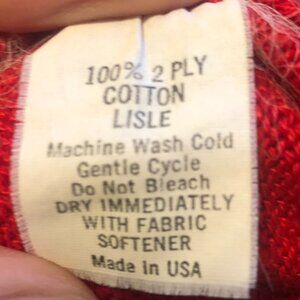 100% 2 PLY
COTTON
LISLE
Machine Wash Cold
Gentle Cycle
Do Not Bleach
DRY IMMEDIATELY
WITH FABRIC
SOFTENER
Made in USA